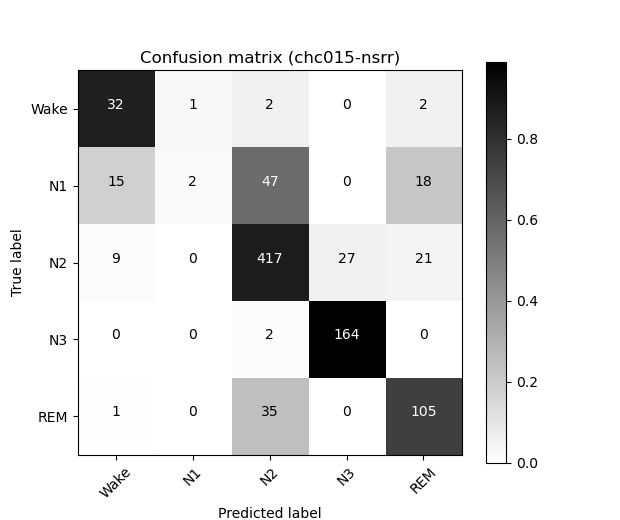 Confusion matrix (chc015-nsrr)
True label
Wake 32 1 2 0 2
N1 15 2 47 0 18
N2 9 0 417 27 21
N3 0 0 2 164 0
REM 1 0 35 0 105
Wake N1 N2 N3 REM
Predicted label
0.8
0.6
0.4
0.2
0.0